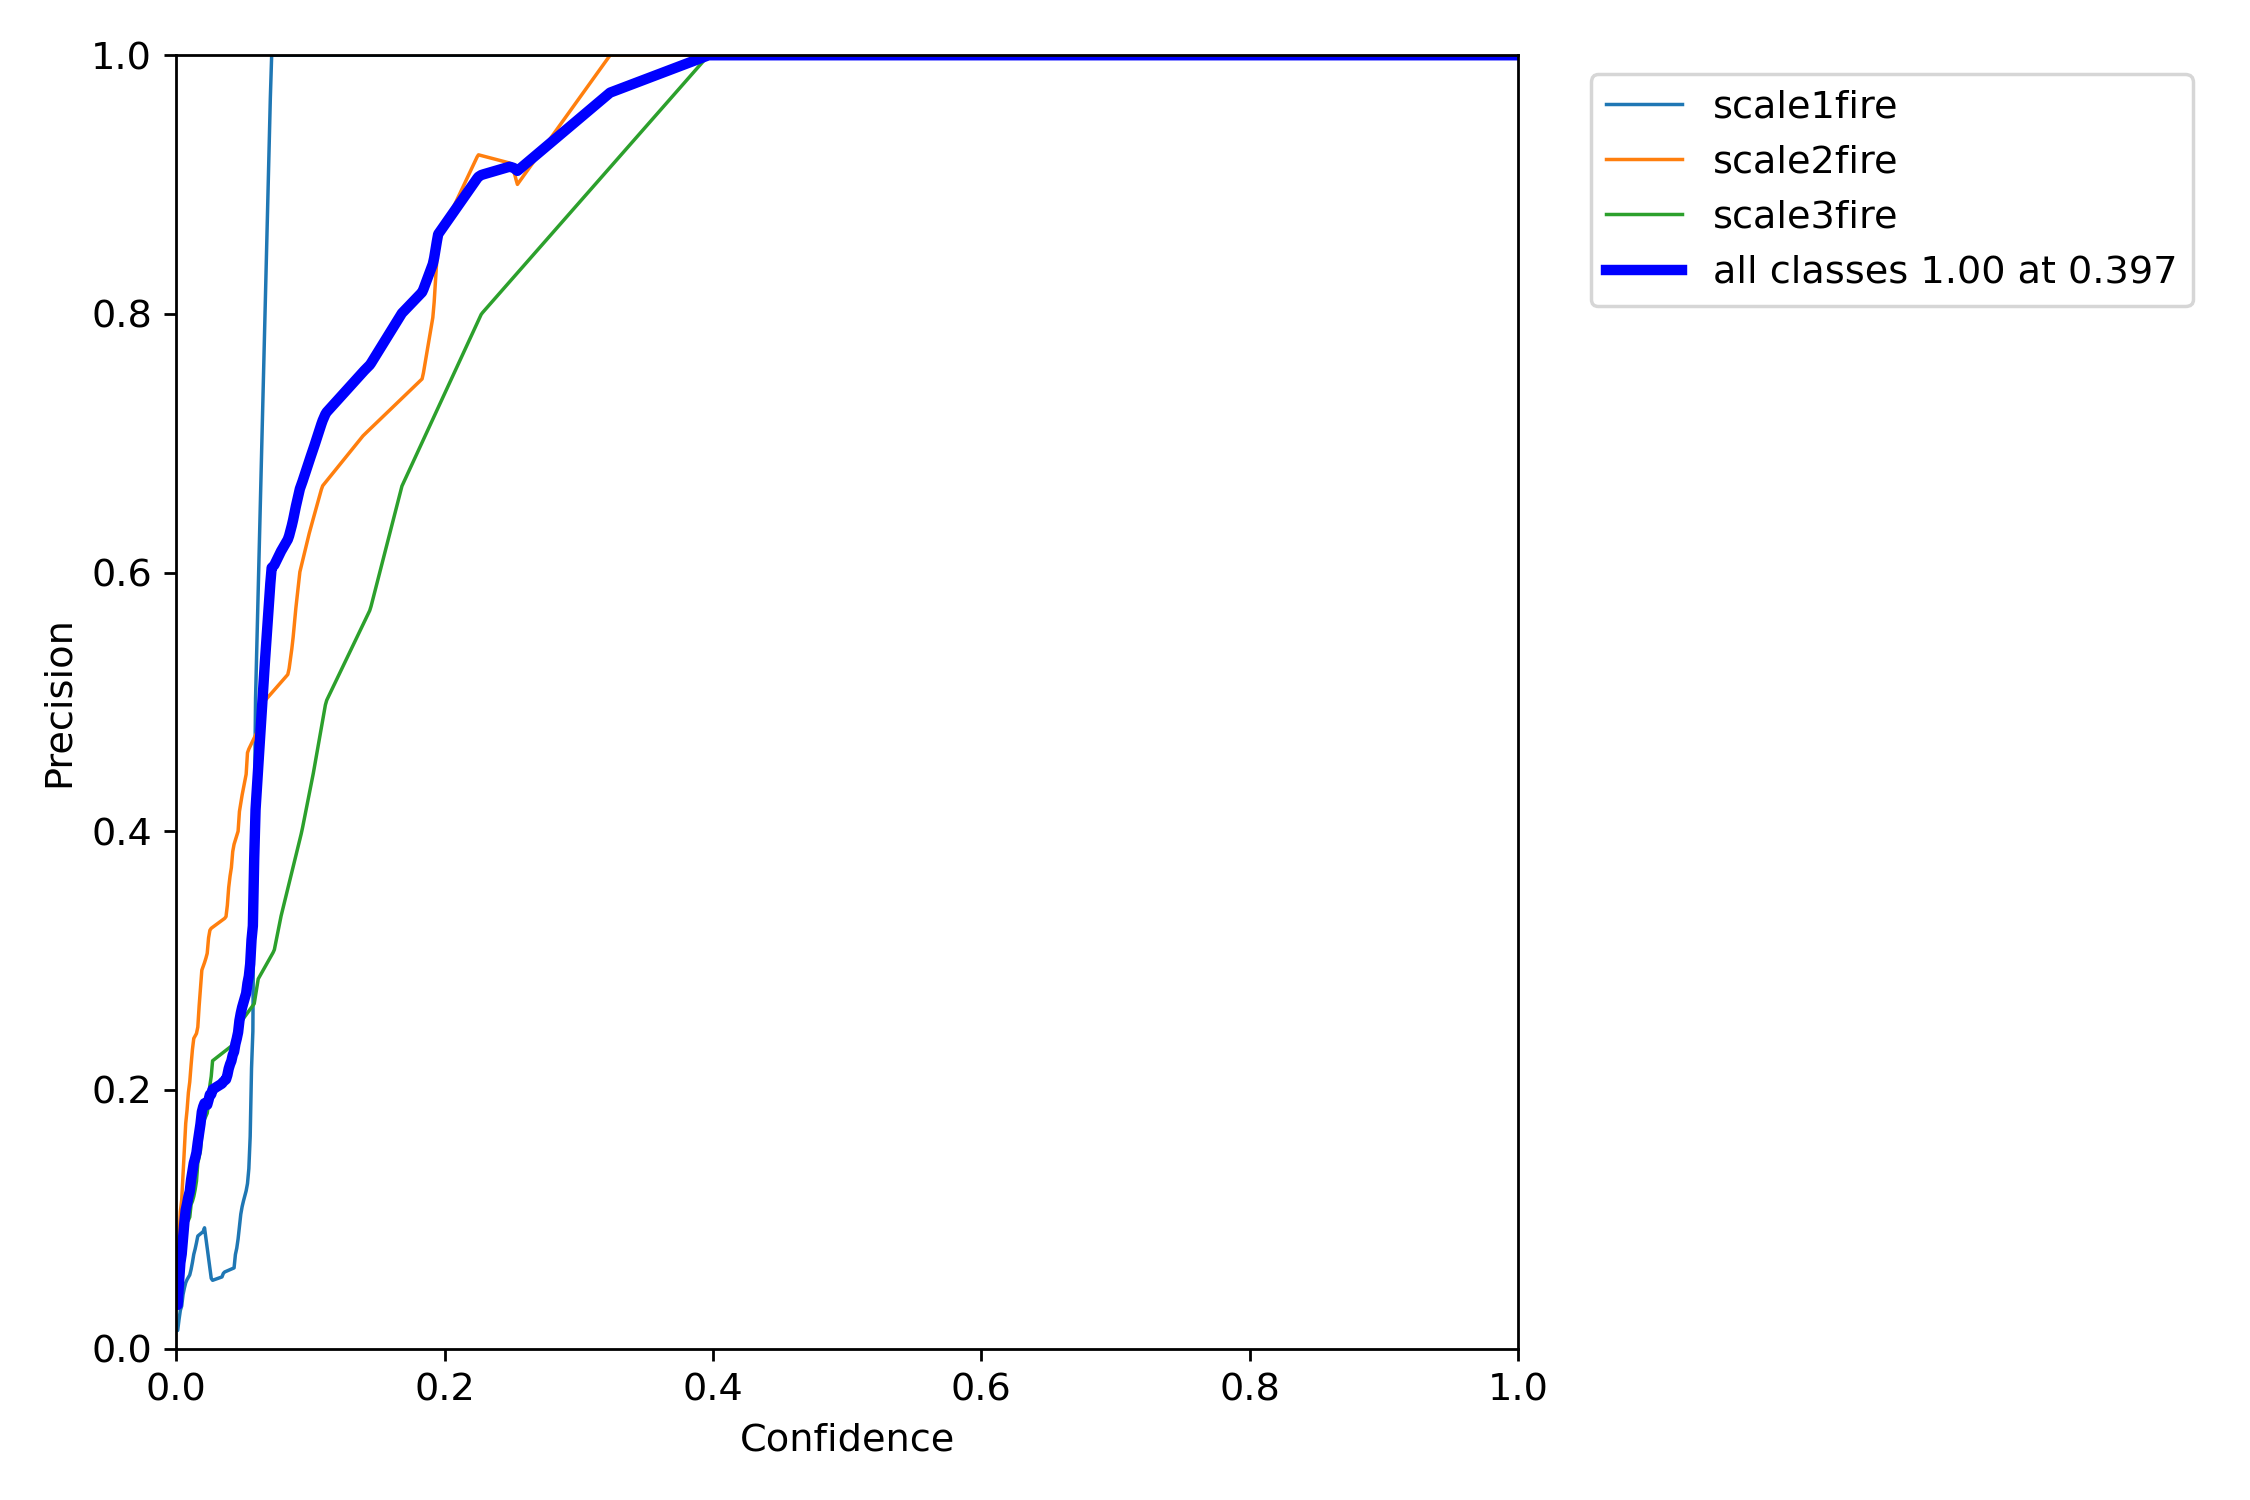 1.0
0.8
0.6
0.4
0.2
0.0
Precision
0.0 0.2 0.4 0.6 0.8 1.0
Confidence
scale1fire
scale2fire
scale3fire
all classes 1.00 at 0.397